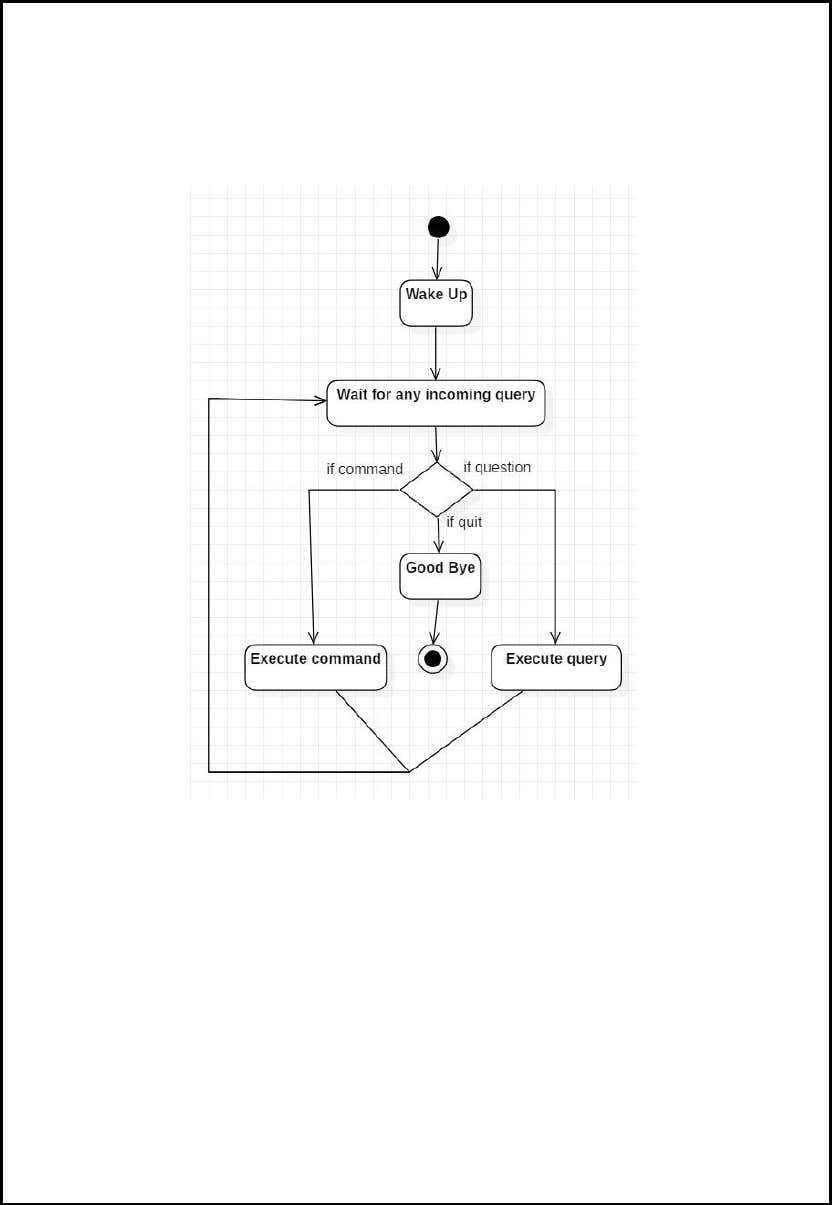 Wake Up
Wait for any incoming query
if command
if question
if quit
Good Bye
Execute command
Execute query